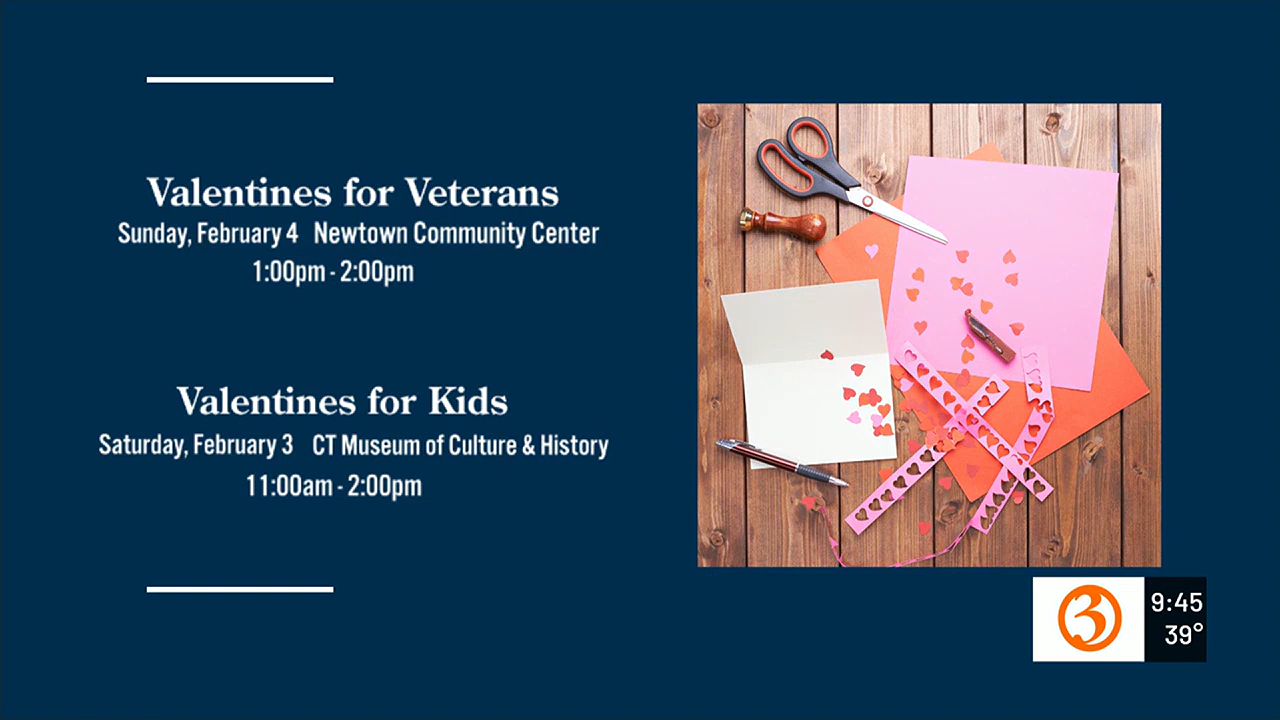 Valentines for Veterans
Sunday, February 4 Newtown Community Center
1:00pm - 2:00pm
Valentines for Kids
Saturday, February 3 CT Museum of Culture & History
11:00am - 2:00pm
3
9:45
39°